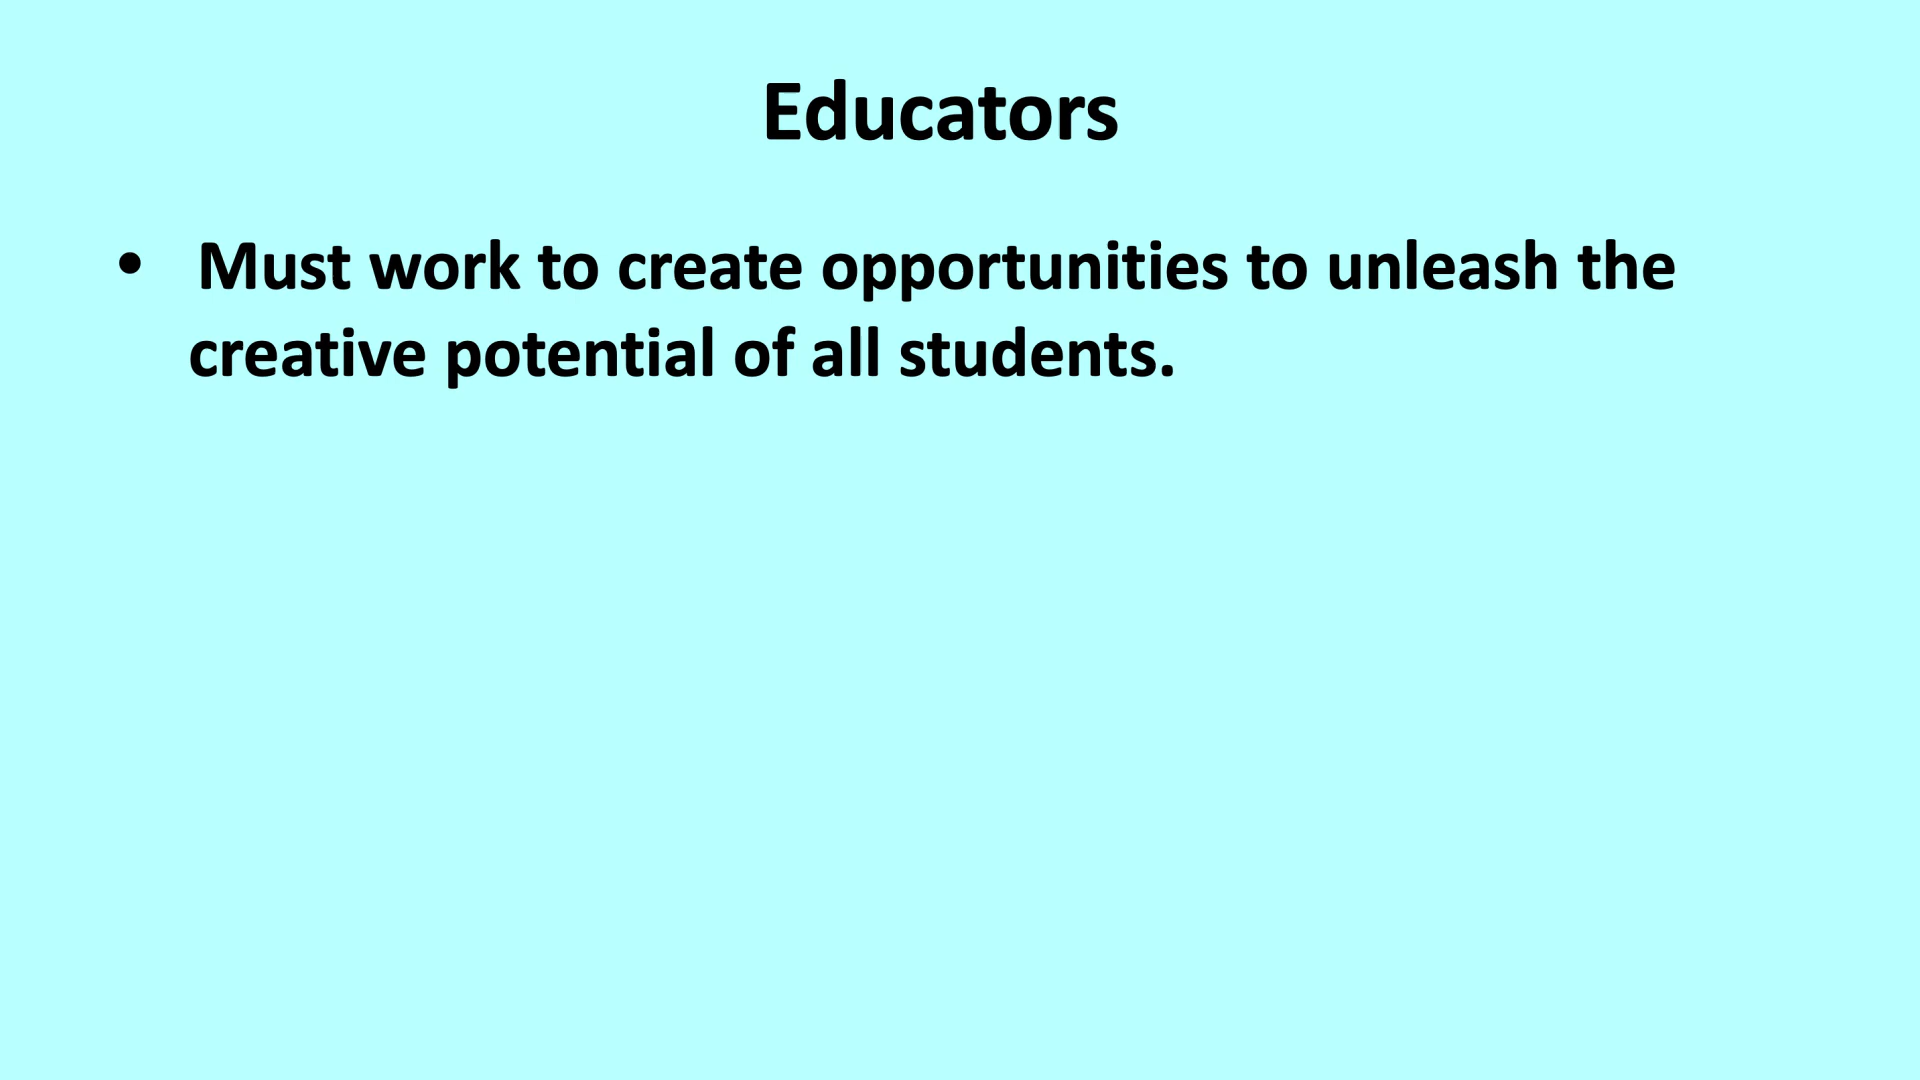 Educators
• Must work to create opportunities to unleash the
creative potential of all students.